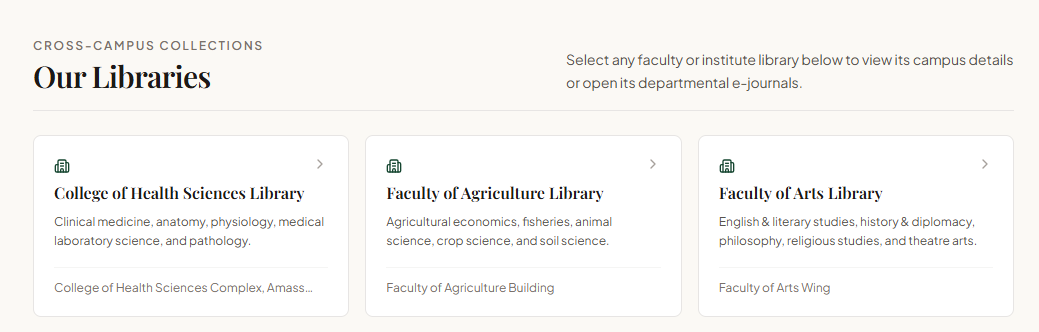 CROSS-CAMPUS COLLECTIONS
Our Libraries
Select any faculty or institute library below to view its campus details
or open its departmental e-journals.
College of Health Sciences Library
Clinical medicine, anatomy, physiology, medical
laboratory science, and pathology.
College of Health Sciences Complex, Amass...
Faculty of Agriculture Library
Agricultural economics, fisheries, animal
science, crop science, and soil science.
Faculty of Agriculture Building
Faculty of Arts Library
English & literary studies, history & diplomacy,
philosophy, religious studies, and theatre arts.
Faculty of Arts Wing